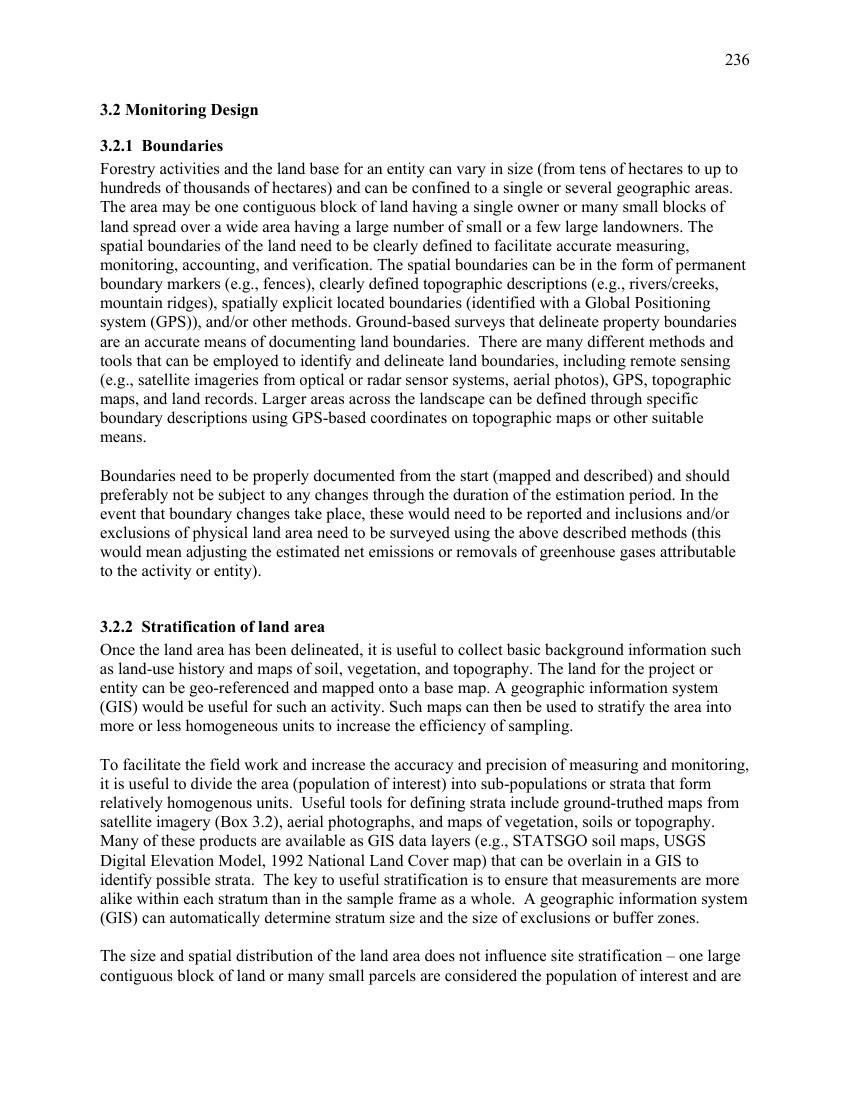 236
3.2 Monitoring Design
3.2.1  Boundaries
Forestry activities and the land base for an entity can vary in size (from tens of hectares to up to
hundreds of thousands of hectares) and can be confined to a single or several geographic areas.
The area may be one contiguous block of land having a single owner or many small blocks of
land spread over a wide area having a large number of small or a few large landowners. The
spatial boundaries of the land need to be clearly defined to facilitate accurate measuring,
monitoring, accounting, and verification. The spatial boundaries can be in the form of permanent
boundary markers (e.g., fences), clearly defined topographic descriptions (e.g., rivers/creeks,
mountain ridges), spatially explicit located boundaries (identified with a Global Positioning
system (GPS)), and/or other methods. Ground-based surveys that delineate property boundaries
are an accurate means of documenting land boundaries.  There are many different methods and
tools that can be employed to identify and delineate land boundaries, including remote sensing
(e.g., satellite imageries from optical or radar sensor systems, aerial photos), GPS, topographic
maps, and land records. Larger areas across the landscape can be defined through specific
boundary descriptions using GPS-based coordinates on topographic maps or other suitable
means.
Boundaries need to be properly documented from the start (mapped and described) and should
preferably not be subject to any changes through the duration of the estimation period. In the
event that boundary changes take place, these would need to be reported and inclusions and/or
exclusions of physical land area need to be surveyed using the above described methods (this
would mean adjusting the estimated net emissions or removals of greenhouse gases attributable
to the activity or entity).
3.2.2  Stratification of land area
Once the land area has been delineated, it is useful to collect basic background information such
as land-use history and maps of soil, vegetation, and topography. The land for the project or
entity can be geo-referenced and mapped onto a base map. A geographic information system
(GIS) would be useful for such an activity. Such maps can then be used to stratify the area into
more or less homogeneous units to increase the efficiency of sampling.
To facilitate the field work and increase the accuracy and precision of measuring and monitoring,
it is useful to divide the area (population of interest) into sub-populations or strata that form
relatively homogenous units.  Useful tools for defining strata include ground-truthed maps from
satellite imagery (Box 3.2), aerial photographs, and maps of vegetation, soils or topography.
Many of these products are available as GIS data layers (e.g., STATSGO soil maps, USGS
Digital Elevation Model, 1992 National Land Cover map) that can be overlain in a GIS to
identify possible strata.  The key to useful stratification is to ensure that measurements are more
alike within each stratum than in the sample frame as a whole.  A geographic information system
(GIS) can automatically determine stratum size and the size of exclusions or buffer zones.
The size and spatial distribution of the land area does not influence site stratification – one large
contiguous block of land or many small parcels are considered the population of interest and are